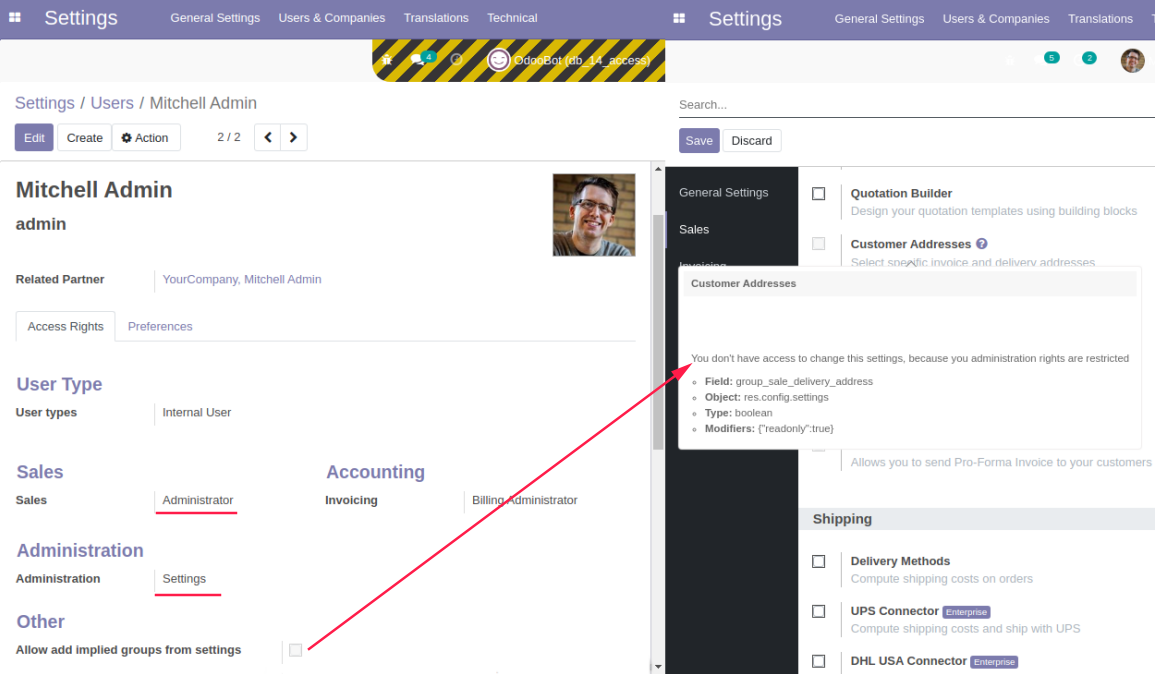 Settings General Settings Users & Companies Translations Technical
4 OdooBot (db_14_access)
Settings / Users / Mitchell Admin
Edit Create Action 2 / 2
Mitchell Admin
admin
Related Partner YourCompany, Mitchell Admin
Access Rights Preferences
User Type
User types Internal User
Sales Accounting
Sales Administrator Invoicing Billing Administrator
Administration
Administration Settings
Other
Allow add implied groups from settings
Settings General Settings Users & Companies Translations
5 2
Search...
Save Discard
General Settings
Sales
Invoicing
Quotation Builder
Design your quotation templates using building blocks
Customer Addresses ?
Select specific invoice and delivery addresses
Customer Addresses
You don't have access to change this settings, because you administration rights are restricted
Field: group_sale_delivery_address
Object: res.config.settings
Type: boolean
Modifiers: {"readonly":true}
Allows you to send Pro-Forma Invoice to your customers
Shipping
Delivery Methods
Compute shipping costs on orders
UPS Connector Enterprise
Compute shipping costs and ship with UPS
DHL USA Connector Enterprise